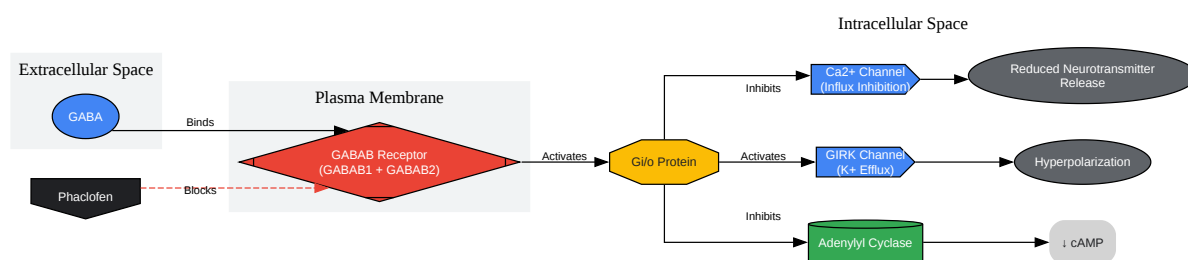 Intracellular Space
Extracellular Space
GABA
Binds
Phaclofen
Blocks
Plasma Membrane
GABAB Receptor
(GABAB1 + GABAB2)
Activates
Gi/o Protein
Inhibits
Ca2+ Channel
(Influx Inhibition)
Reduced Neurotransmitter
Release
Activates
GIRK Channel
(K+ Efflux)
Hyperpolarization
Inhibits
Adenylyl Cyclase
↓ cAMP